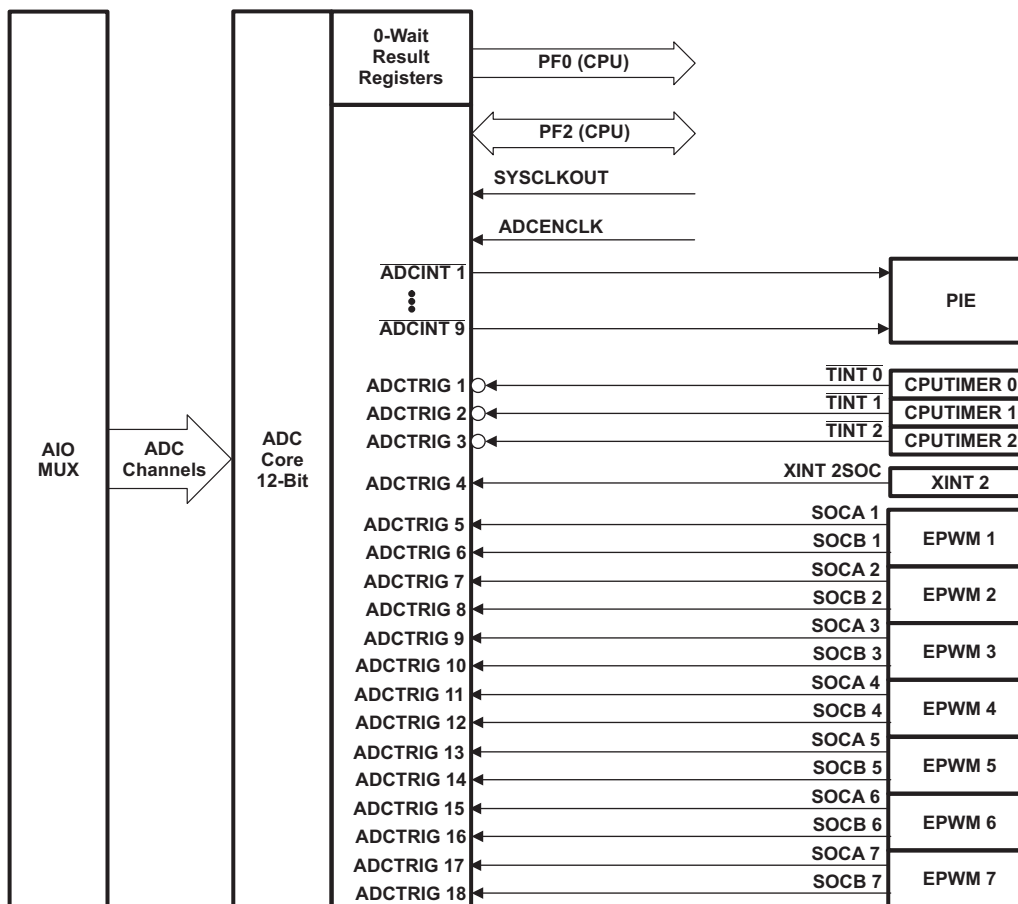 0-Wait
Result
Registers
PF0 (CPU)
PF2 (CPU)
SYSCLKOUT
ADCENCLK
ADCINT 1
ADCINT 9
PIE
AIO
MUX
ADC
Channels
ADC
Core
12-Bit
ADCTRIG 1
TINT 0
CPUTIMER 0
ADCTRIG 2
TINT 1
CPUTIMER 1
ADCTRIG 3
TINT 2
CPUTIMER 2
ADCTRIG 4
XINT 2SOC
XINT 2
ADCTRIG 5
SOCA 1
ADCTRIG 6
SOCB 1
EPWM 1
ADCTRIG 7
SOCA 2
ADCTRIG 8
SOCB 2
EPWM 2
ADCTRIG 9
SOCA 3
ADCTRIG 10
SOCB 3
EPWM 3
ADCTRIG 11
SOCA 4
ADCTRIG 12
SOCB 4
EPWM 4
ADCTRIG 13
SOCA 5
ADCTRIG 14
SOCB 5
EPWM 5
ADCTRIG 15
SOCA 6
ADCTRIG 16
SOCB 6
EPWM 6
ADCTRIG 17
SOCA 7
ADCTRIG 18
SOCB 7
EPWM 7